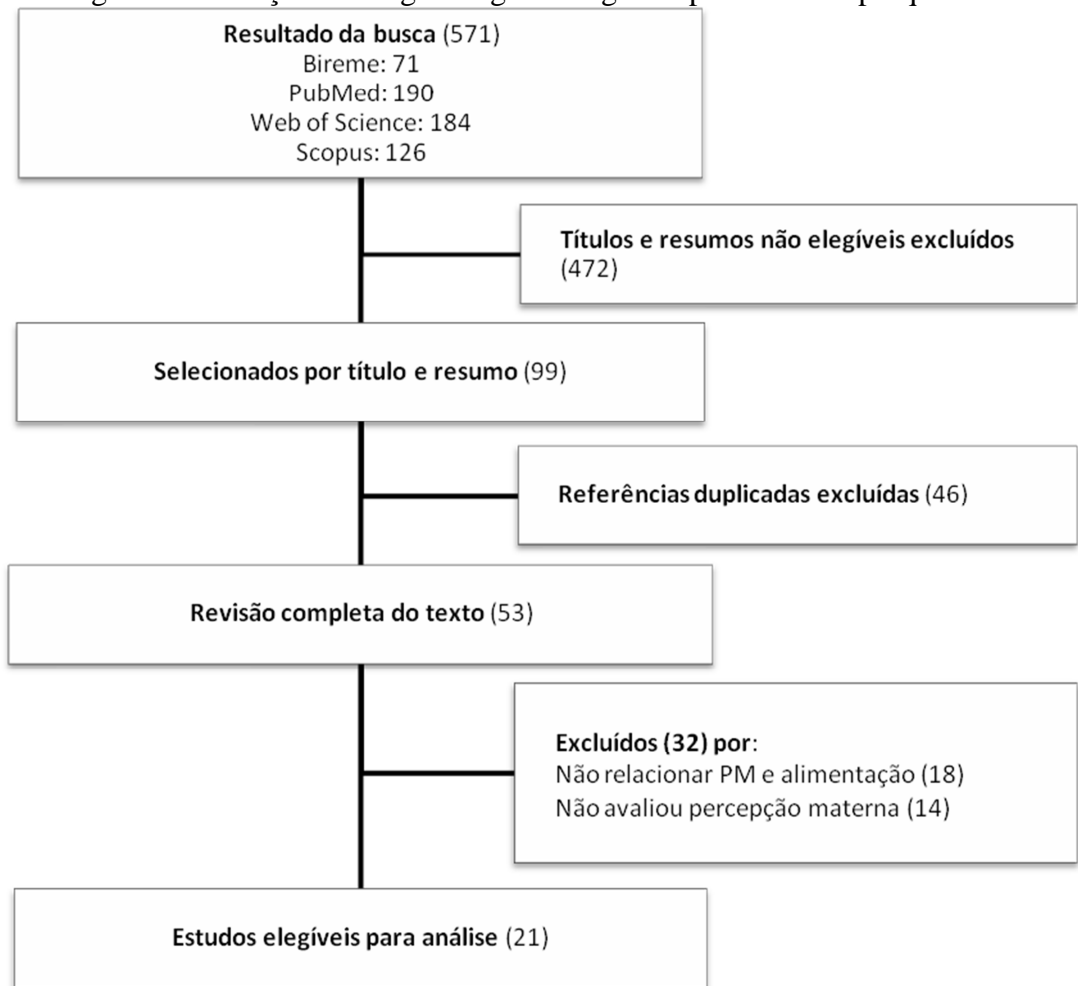 Resultado da busca (571)
Bireme: 71
PubMed: 190
Web of Science: 184
Scopus: 126
Títulos e resumos não elegíveis excluídos
(472)
Selecionados por título e resumo (99)
Referências duplicadas excluídas (46)
Revisão completa do texto (53)
Excluídos (32) por:
Não relacionar PM e alimentação (18)
Não avaliou percepção materna (14)
Estudos elegíveis para análise (21)